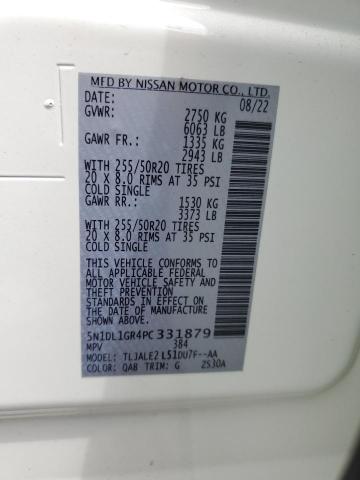 MFD BY NISSAN MOTOR CO., LTD.
DATE: 08/22
GVWR: 2750 KG
6063 LB
GAWR FR.: 1335 KG
2943 LB
WITH 255/50R20 TIRES
20 X 8.0 RIMS AT 35 PSI
COLD SINGLE
GAWR RR.: 1530 KG
3373 LB
WITH 255/50R20 TIRES
20 X 8.0 RIMS AT 35 PSI
COLD SINGLE
THIS VEHICLE CONFORMS TO
ALL APPLICABLE FEDERAL
MOTOR VEHICLE SAFETY AND
THEFT PREVENTION
STANDARDS IN EFFECT ON
THE DATE OF MANUFACTURE
SHOWN ABOVE.
5N1DL1GR4PC331879
MPV 384
MODEL: TLJALE2 L51DU7F--AA
COLOR: QAB TRIM: G ZS30A